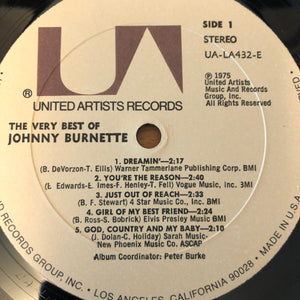 SIDE 1
STEREO
UA-LA432-E
UA
®
UNITED ARTISTS RECORDS
℗ 1975
United Artists
Music And Records
Group, Inc.
All Rights Reserved
THE VERY BEST OF
JOHNNY BURNETTE
1. DREAMIN'—2:17
(B. DeVorzon-T. Ellis) Warner Tammerlane Publishing Corp. BMI
2. YOU'RE THE REASON—2:40
(B. Edwards-E. Imes-F. Henley-T. Fell) Vogue Music, Inc. BMI
3. JUST OUT OF REACH—2:33
(B. F. Stewart) 4 Star Music Co., Inc. BMI
4. GIRL OF MY BEST FRIEND—2:24
(B. Ross-S. Bobrick) Elvis Presley Music BMI
5. GOD, COUNTRY AND MY BABY—2:10
(J. Dolan-C. Holiday) Sarah Music-
New Phoenix Music Co. ASCAP
Album Coordinator: Peter Burke
RECORDS GROUP, INC. • LOS ANGELES, CALIFORNIA 90028 • MADE IN U.S.A.